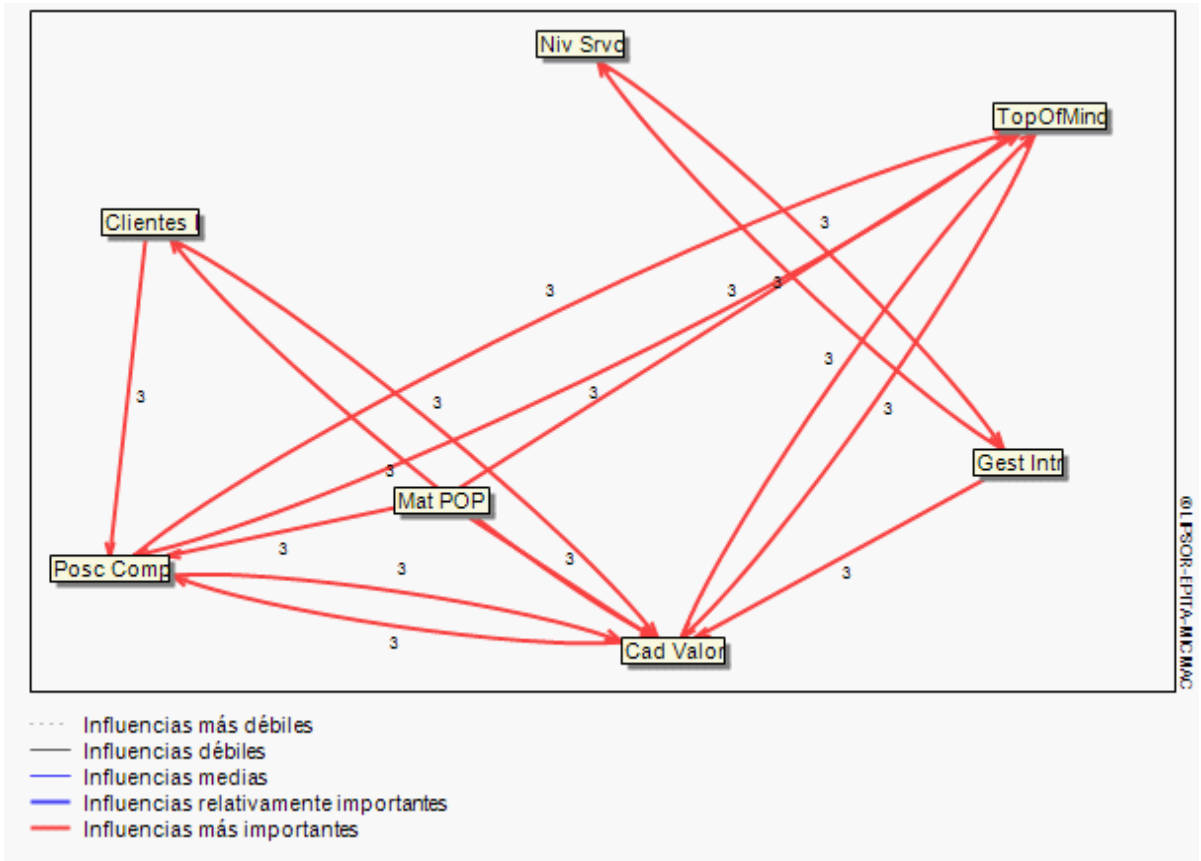 Niv Srvc
TopOfMind
Clientes I
3
3
3
3
3
3
3
3
3
3
Gest Intr
Mat POP
3
3
3
3
Posc Comp
3
Cad Valor
©LIPSOR-EPITA-MICMAC
Influencias más débiles
Influencias débiles
Influencias medias
Influencias relativamente importantes
Influencias más importantes